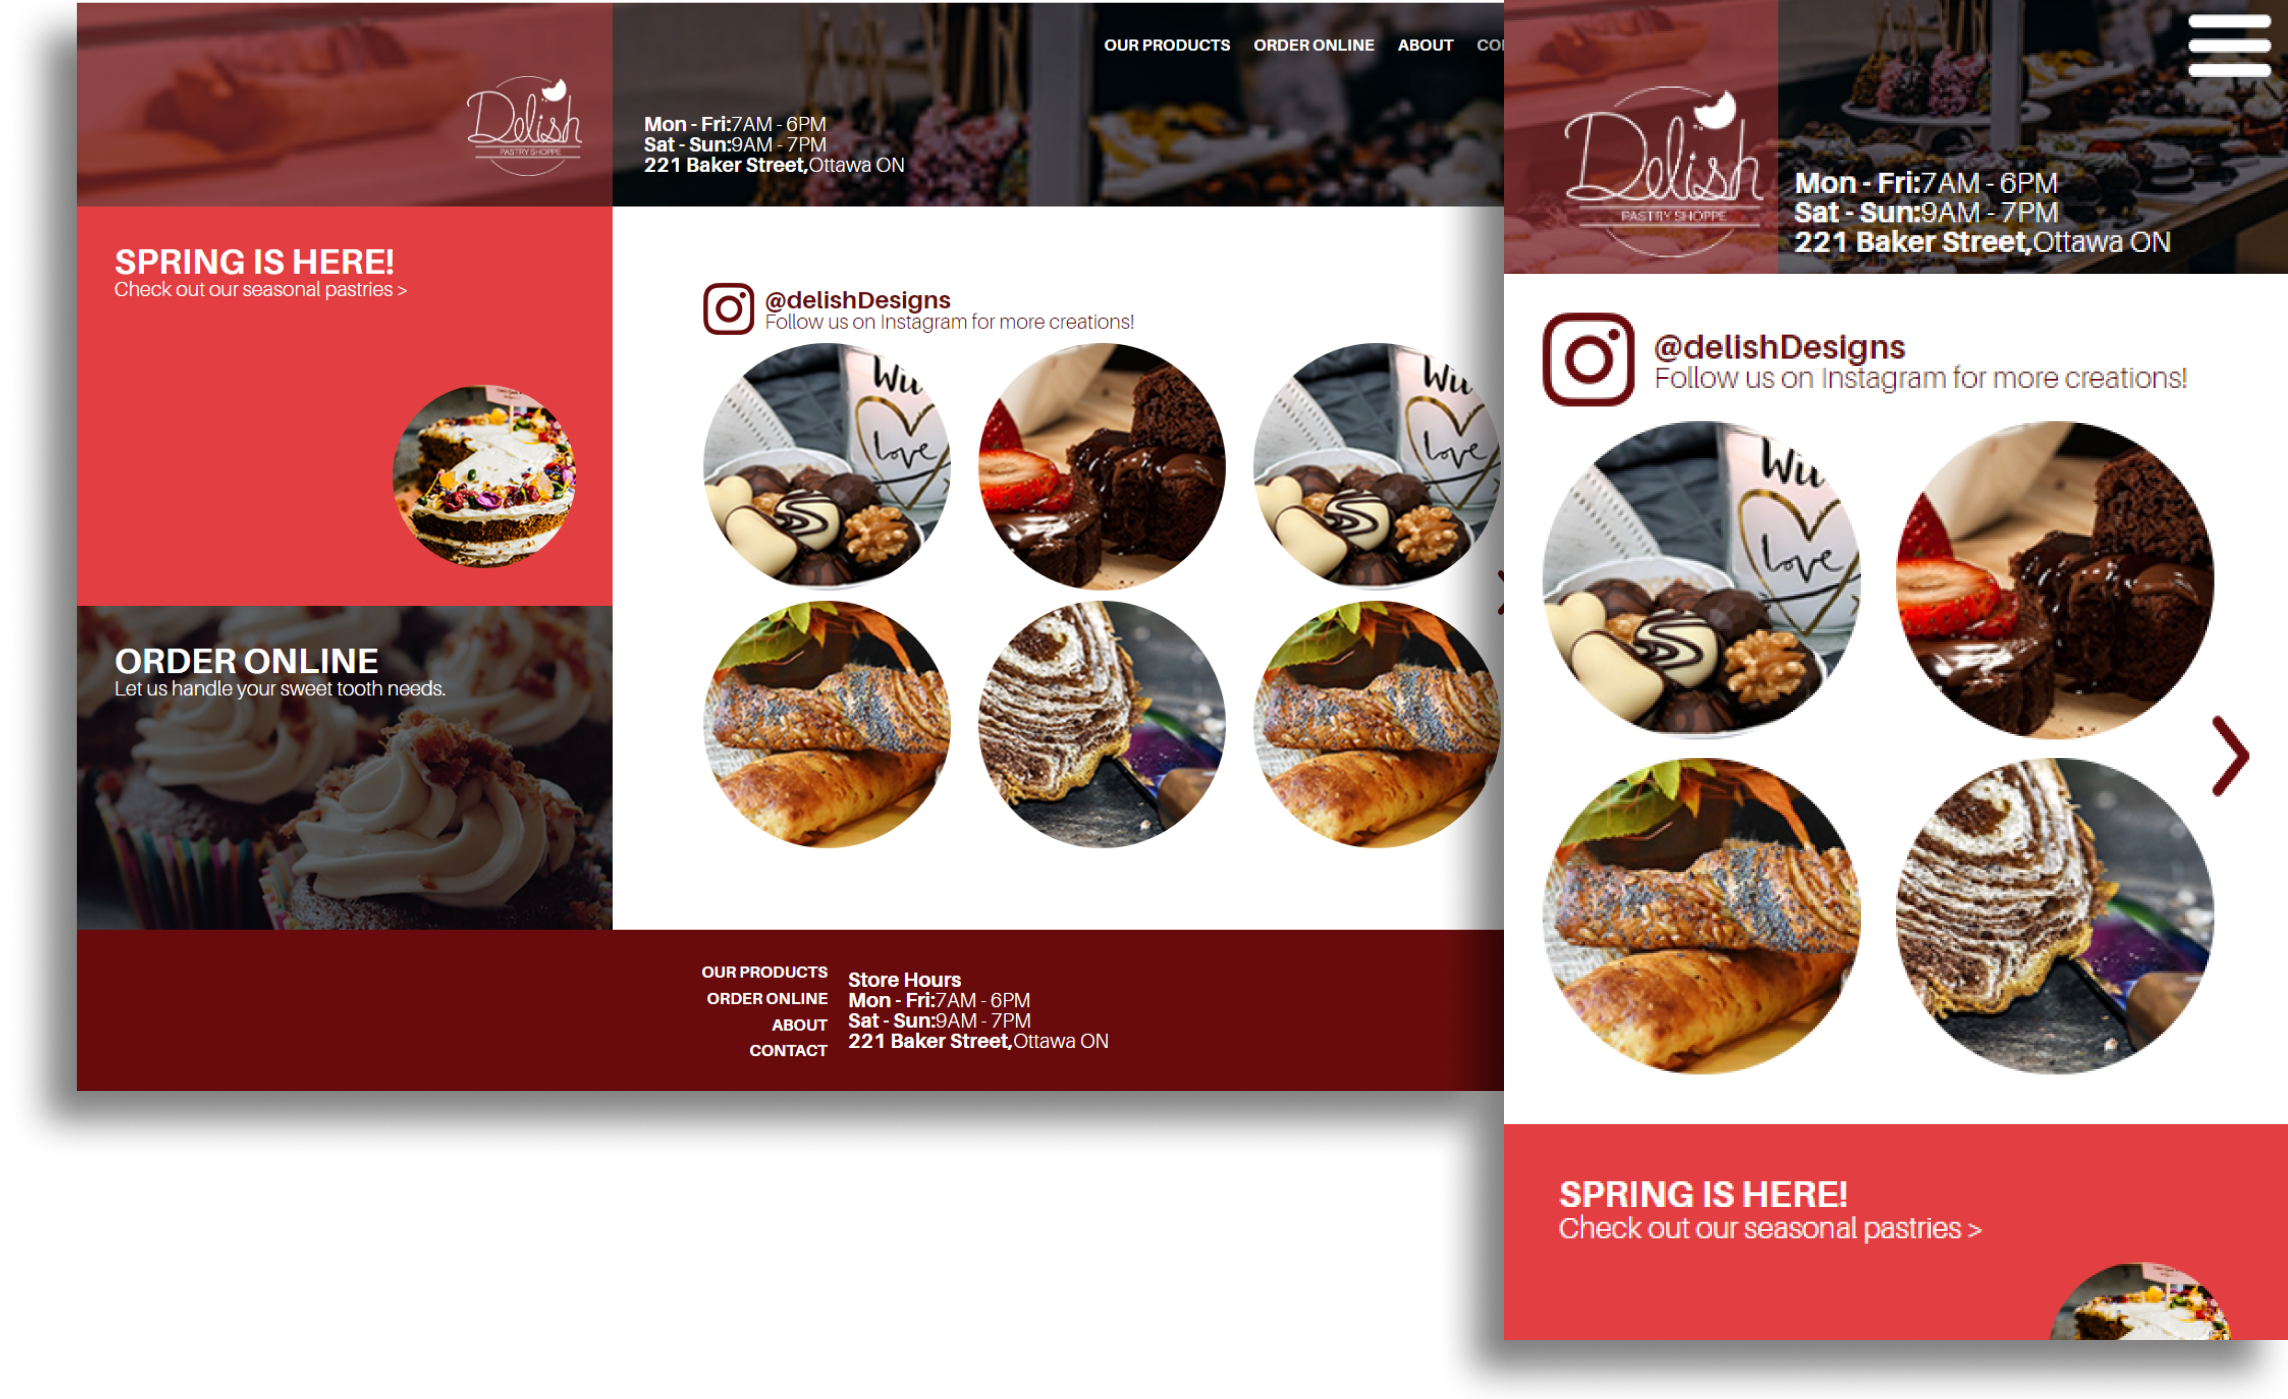 OUR PRODUCTS ORDER ONLINE ABOUT
Delish
PASTRY SHOPPE
Mon - Fri:7AM - 6PM
Sat - Sun:9AM - 7PM
221 Baker Street,Ottawa ON
SPRING IS HERE!
Check out our seasonal pastries >
@delishDesigns
Follow us on Instagram for more creations!
love
love
ORDER ONLINE
Let us handle your sweet tooth needs.
OUR PRODUCTS
ORDER ONLINE
ABOUT
CONTACT
Store Hours
Mon - Fri:7AM - 6PM
Sat - Sun:9AM - 7PM
221 Baker Street,Ottawa ON
Delish
PASTRY SHOPPE
Mon - Fri:7AM - 6PM
Sat - Sun:9AM - 7PM
221 Baker Street,Ottawa ON
@delishDesigns
Follow us on Instagram for more creations!
love
SPRING IS HERE!
Check out our seasonal pastries >